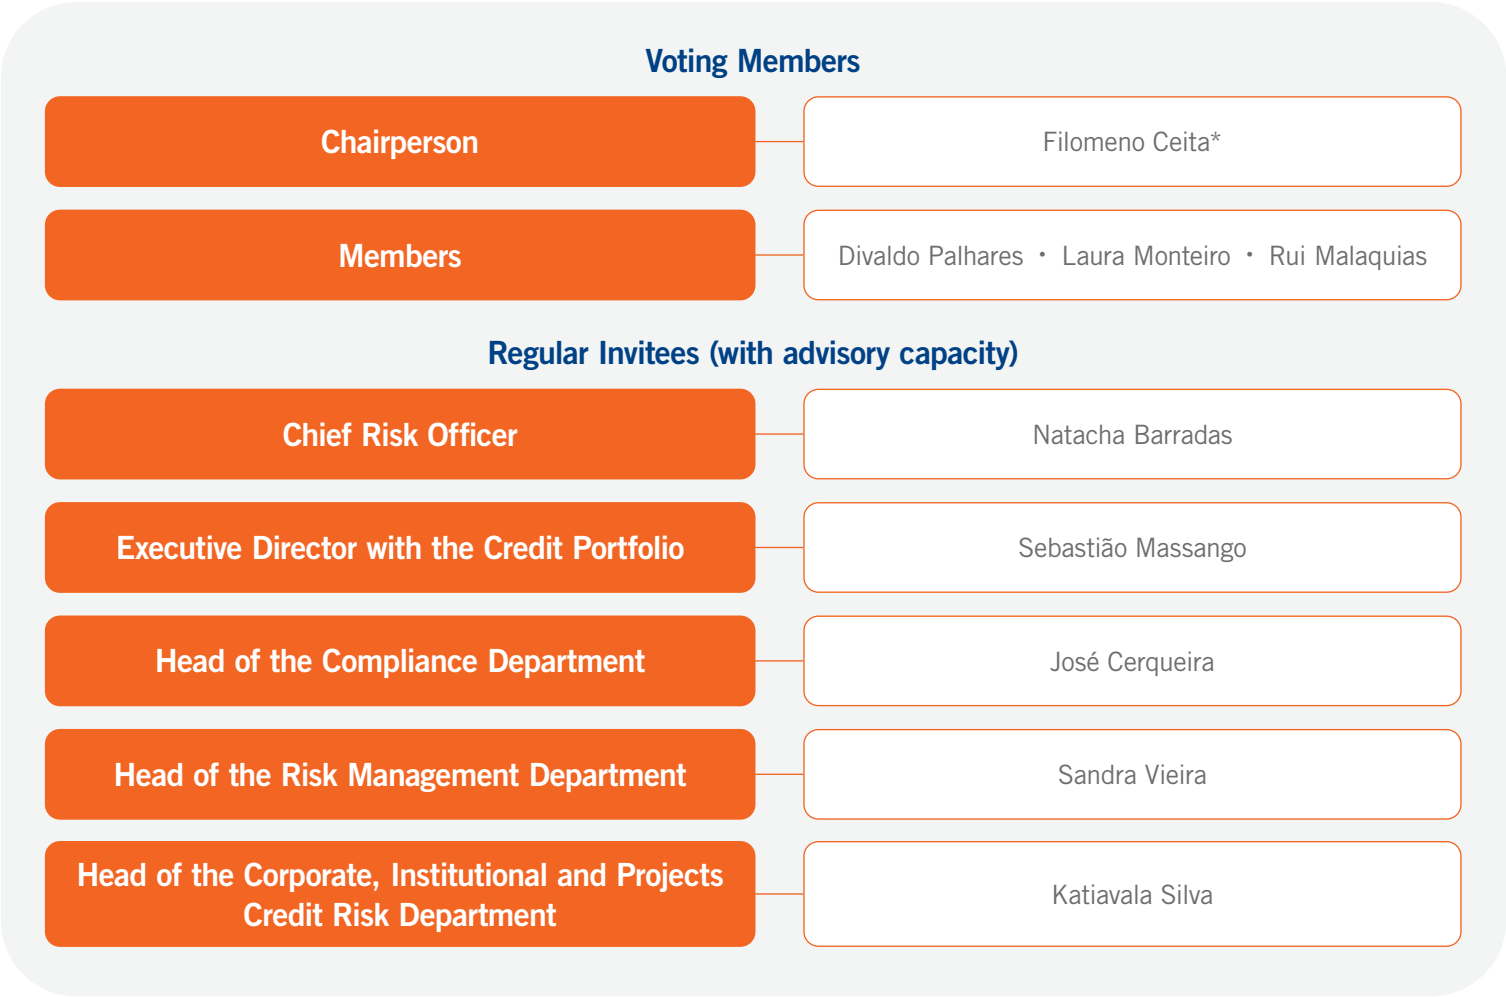 Voting Members
Chairperson
Filomeno Ceita*
Members
Divaldo Palhares • Laura Monteiro • Rui Malaquias
Regular Invitees (with advisory capacity)
Chief Risk Officer
Natacha Barradas
Executive Director with the Credit Portfolio
Sebastião Massango
Head of the Compliance Department
José Cerqueira
Head of the Risk Management Department
Sandra Vieira
Head of the Corporate, Institutional and Projects
Credit Risk Department
Katiavala Silva